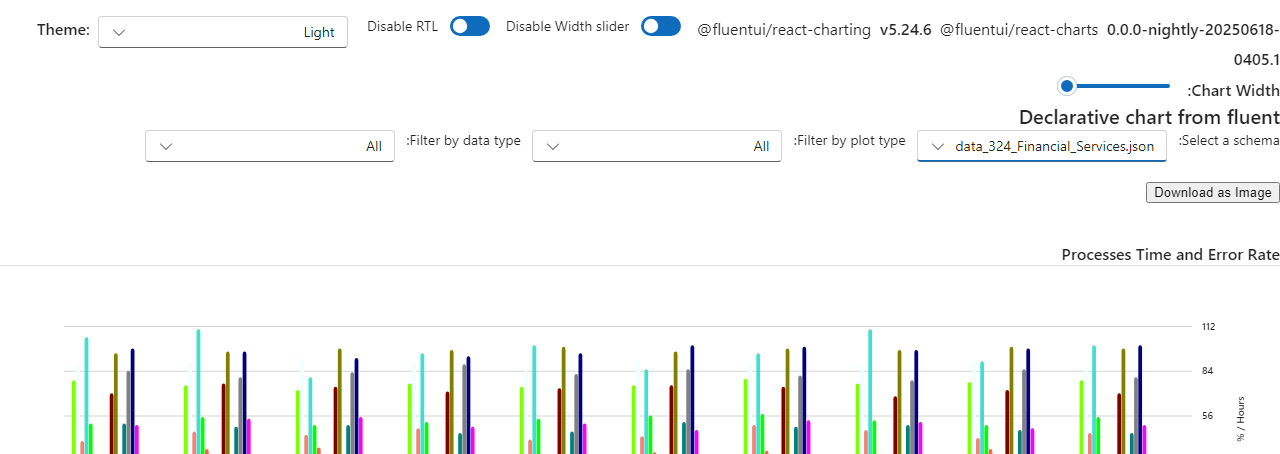 Theme: Light Disable RTL Disable Width slider @fluentui/react-charting v5.24.6 @fluentui/react-charts 0.0.0-nightly-20250618-
0405.1
:Chart Width
Declarative chart from fluent
All :Filter by data type All :Filter by plot type data_324_Financial_Services.json :Select a schema
Download as Image
Processes Time and Error Rate
112
84
56
% / Hours